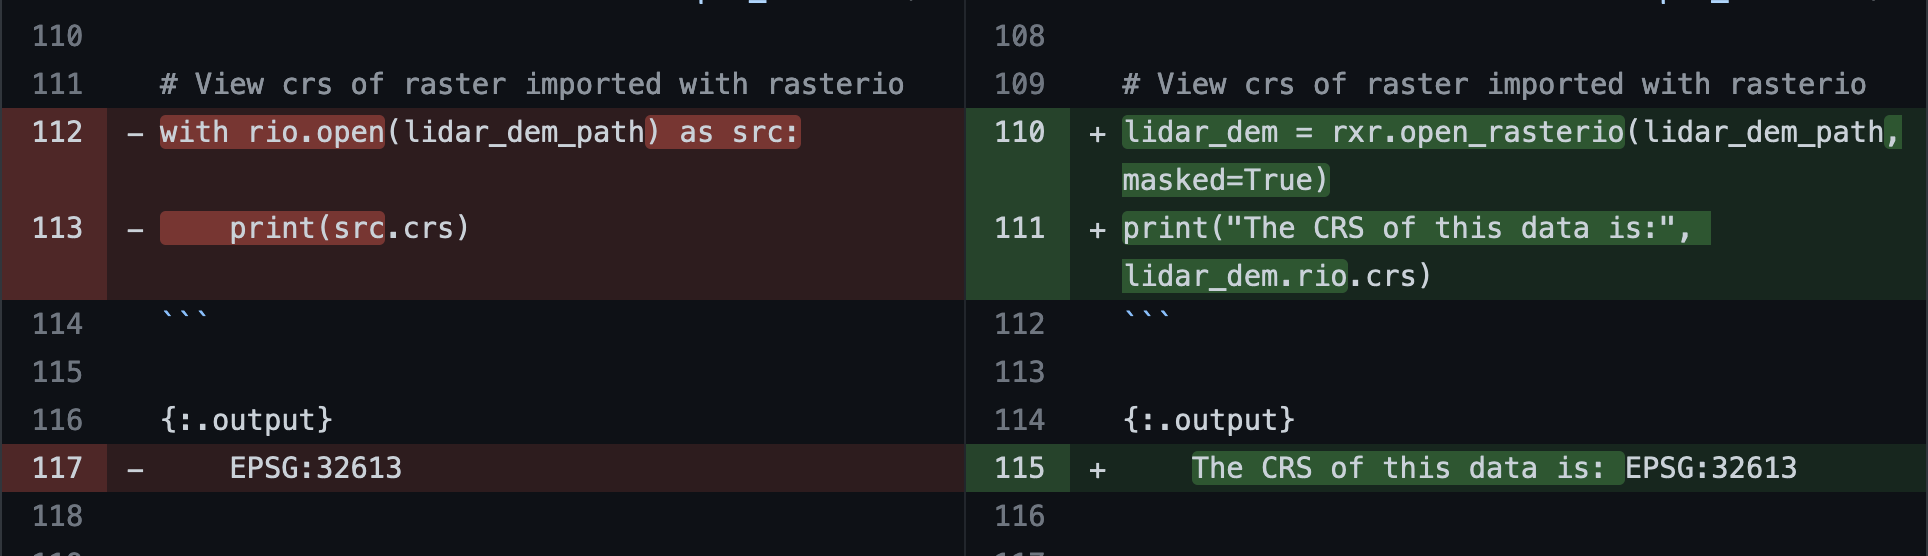 110
111 # View crs of raster imported with rasterio
112 - with rio.open(lidar_dem_path) as src:
113 -     print(src.crs)
114 ```
115
116 {:.output}
117 -     EPSG:32613
118
108
109 # View crs of raster imported with rasterio
110 + lidar_dem = rxr.open_rasterio(lidar_dem_path,
masked=True)
111 + print("The CRS of this data is:",
lidar_dem.rio.crs)
112 ```
113
114 {:.output}
115 +     The CRS of this data is: EPSG:32613
116